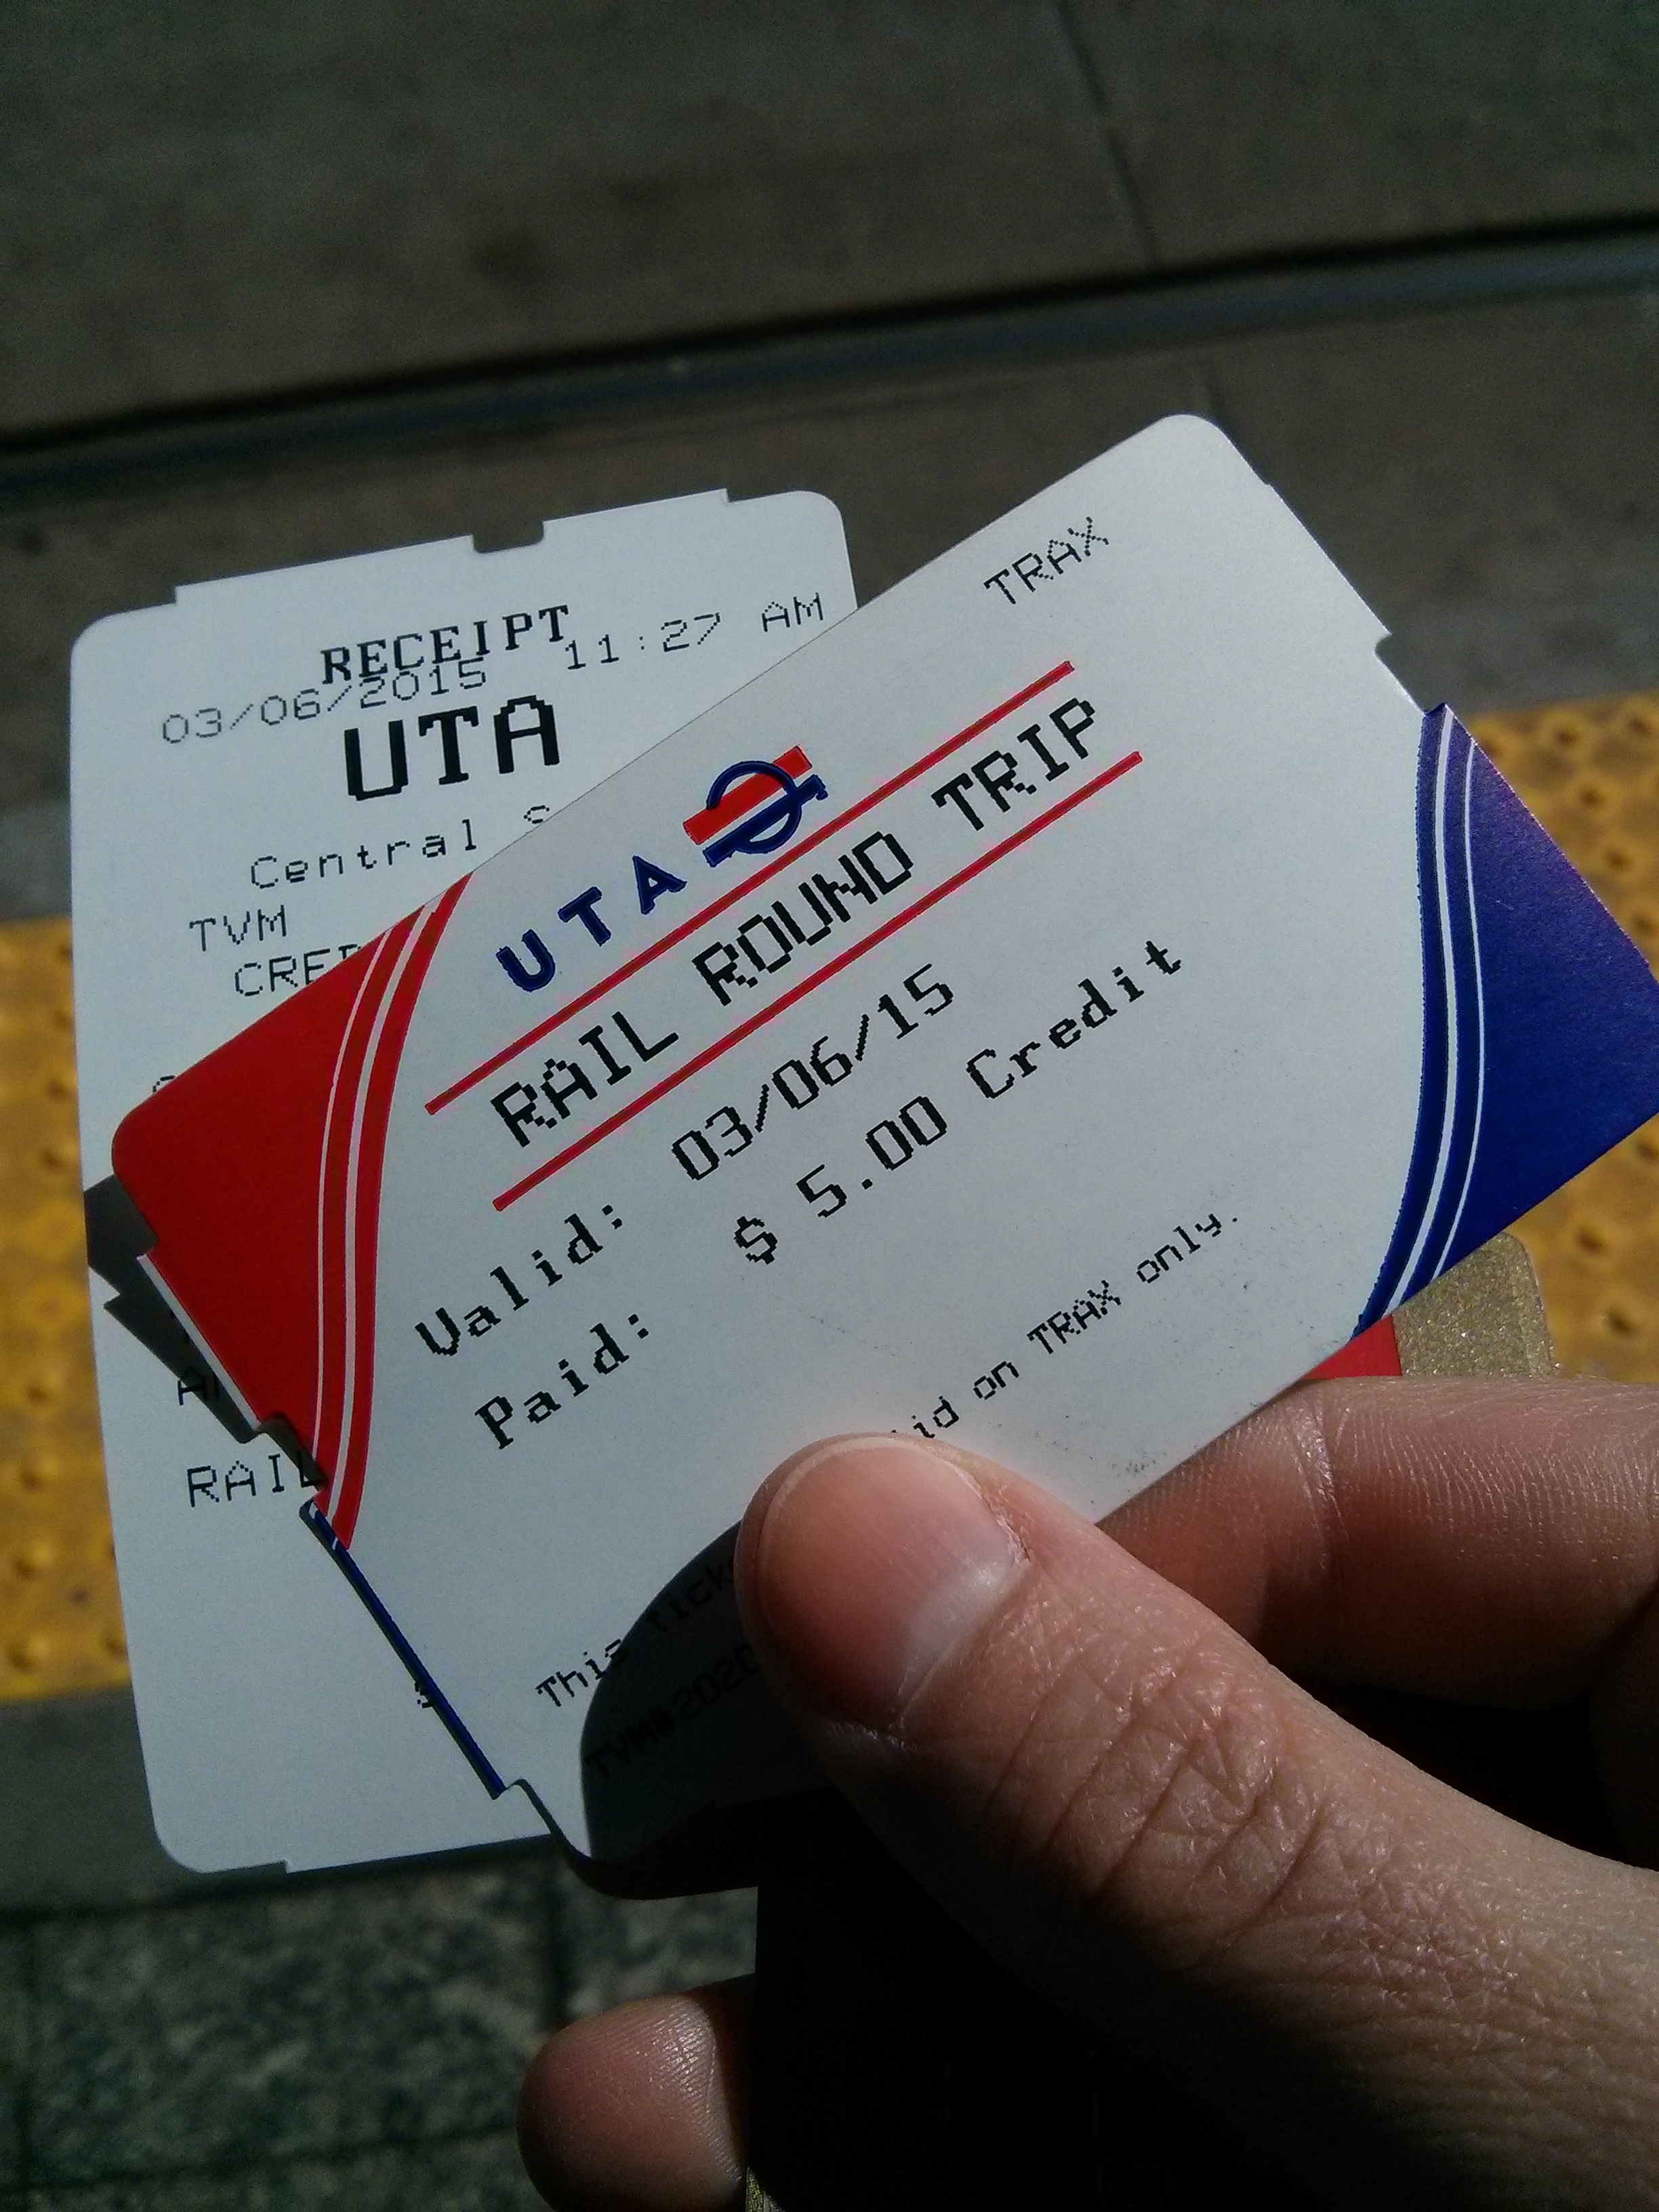 RECEIPT
03/06/2015 11:27 AM
UTA
Central
TVM
RAIL
TRAX
UTA
RAIL ROUND TRIP
Valid: 03/06/15
Paid: $ 5.00 Credit
This on TRAX only.